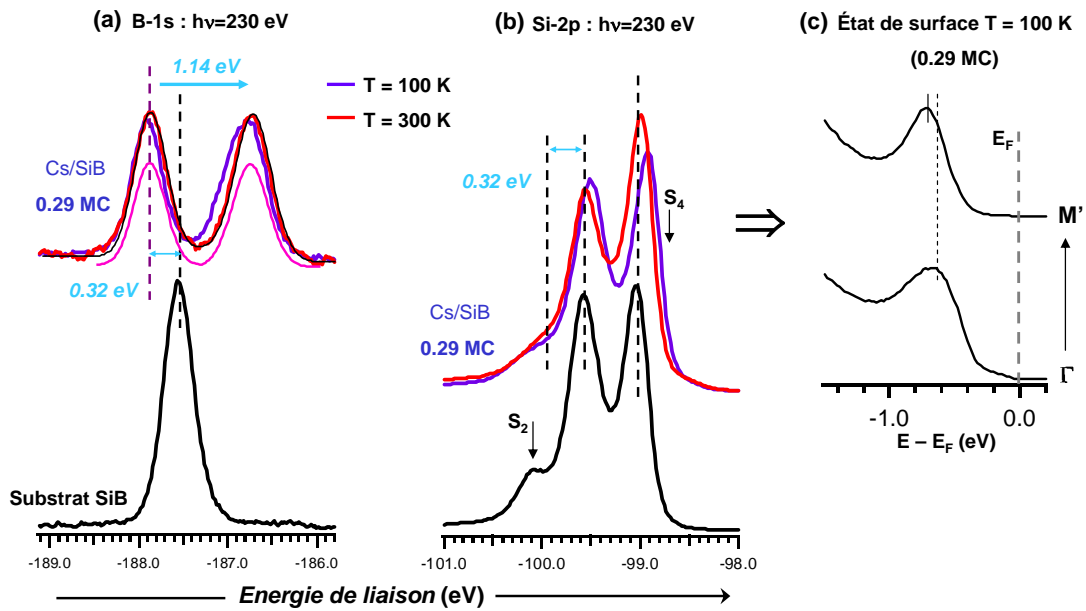 (a) B-1s : hν=230 eV
1.14 eV
Cs/SiB
0.29 MC
0.32 eV
Substrat SiB
-189.0
-188.0
-187.0
-186.0
T = 100 K
T = 300 K
(b) Si-2p : hν=230 eV
0.32 eV
S4
Cs/SiB
0.29 MC
S2
-101.0
-100.0
-99.0
-98.0
Energie de liaison (eV)
⇒
(c) État de surface T = 100 K
(0.29 MC)
EF
M'
Γ
-1.0
0.0
E – EF (eV)